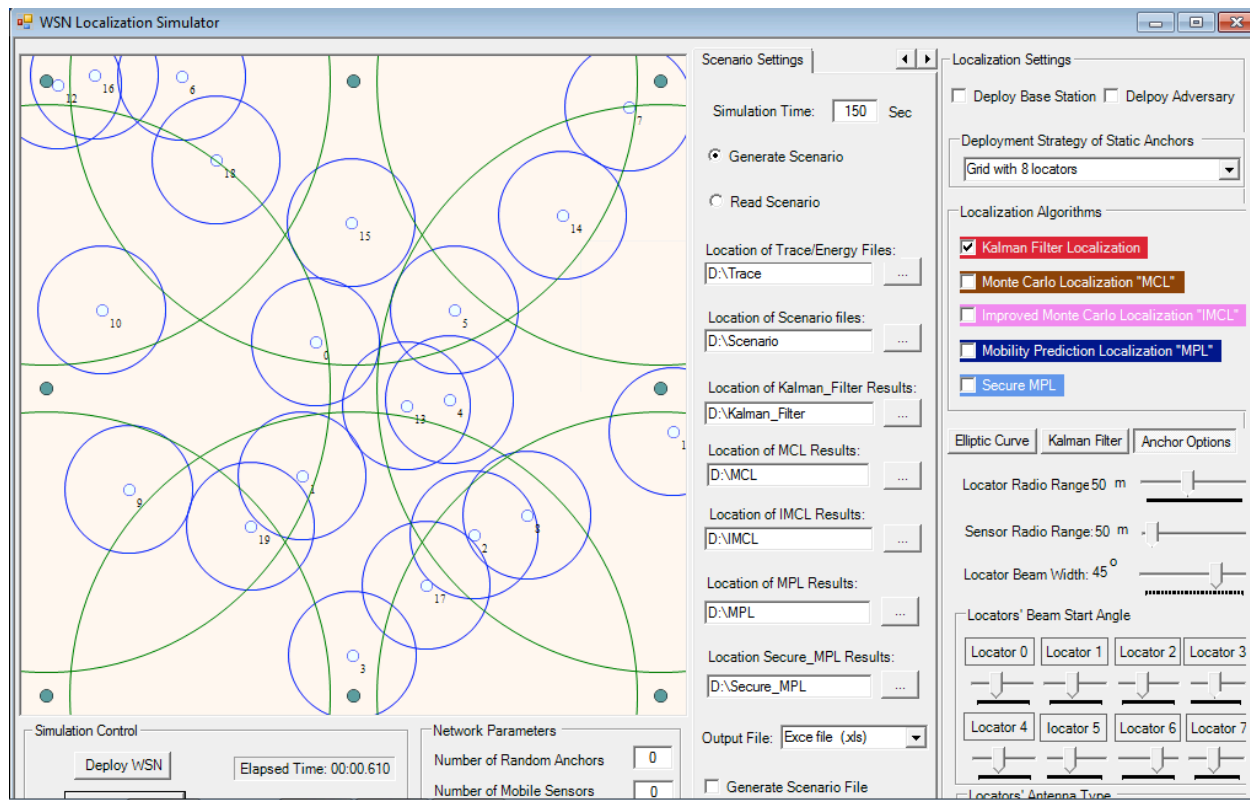 WSN Localization Simulator
12
16
6
7
18
15
14
10
5
0
13
4
1
1
9
19
2
8
17
3
Simulation Control
Deploy WSN
Elapsed Time: 00:00.610
Network Parameters
Number of Random Anchors 0
Number of Mobile Sensors 0
Scenario Settings
Simulation Time: 150 Sec
Generate Scenario
Read Scenario
Location of Trace/Energy Files:
D:\Trace ...
Location of Scenario files:
D:\Scenario ...
Location of Kalman_Filter Results:
D:\Kalman_Filter ...
Location of MCL Results:
D:\MCL ...
Location of IMCL Results:
D:\IMCL ...
Location of MPL Results:
D:\MPL ...
Location Secure_MPL Results:
D:\Secure_MPL ...
Output File: Exce file (.xls)
Generate Scenario File
Localization Settings
Deploy Base Station Delpoy Adversary
Deployment Strategy of Static Anchors
Grid with 8 locators
Localization Algorithms
Kalman Filter Localization
Monte Carlo Localization "MCL"
Improved Monte Carlo Localization "IMCL"
Mobility Prediction Localization "MPL"
Secure MPL
Elliptic Curve Kalman Filter Anchor Options
Locator Radio Range 50 m
Sensor Radio Range: 50 m
Locator Beam Width: 45°
Locators' Beam Start Angle
Locator 0 Locator 1 Locator 2 Locator 3
Locator 4 locator 5 Locator 6 Locator 7
Locators' Antenna Type